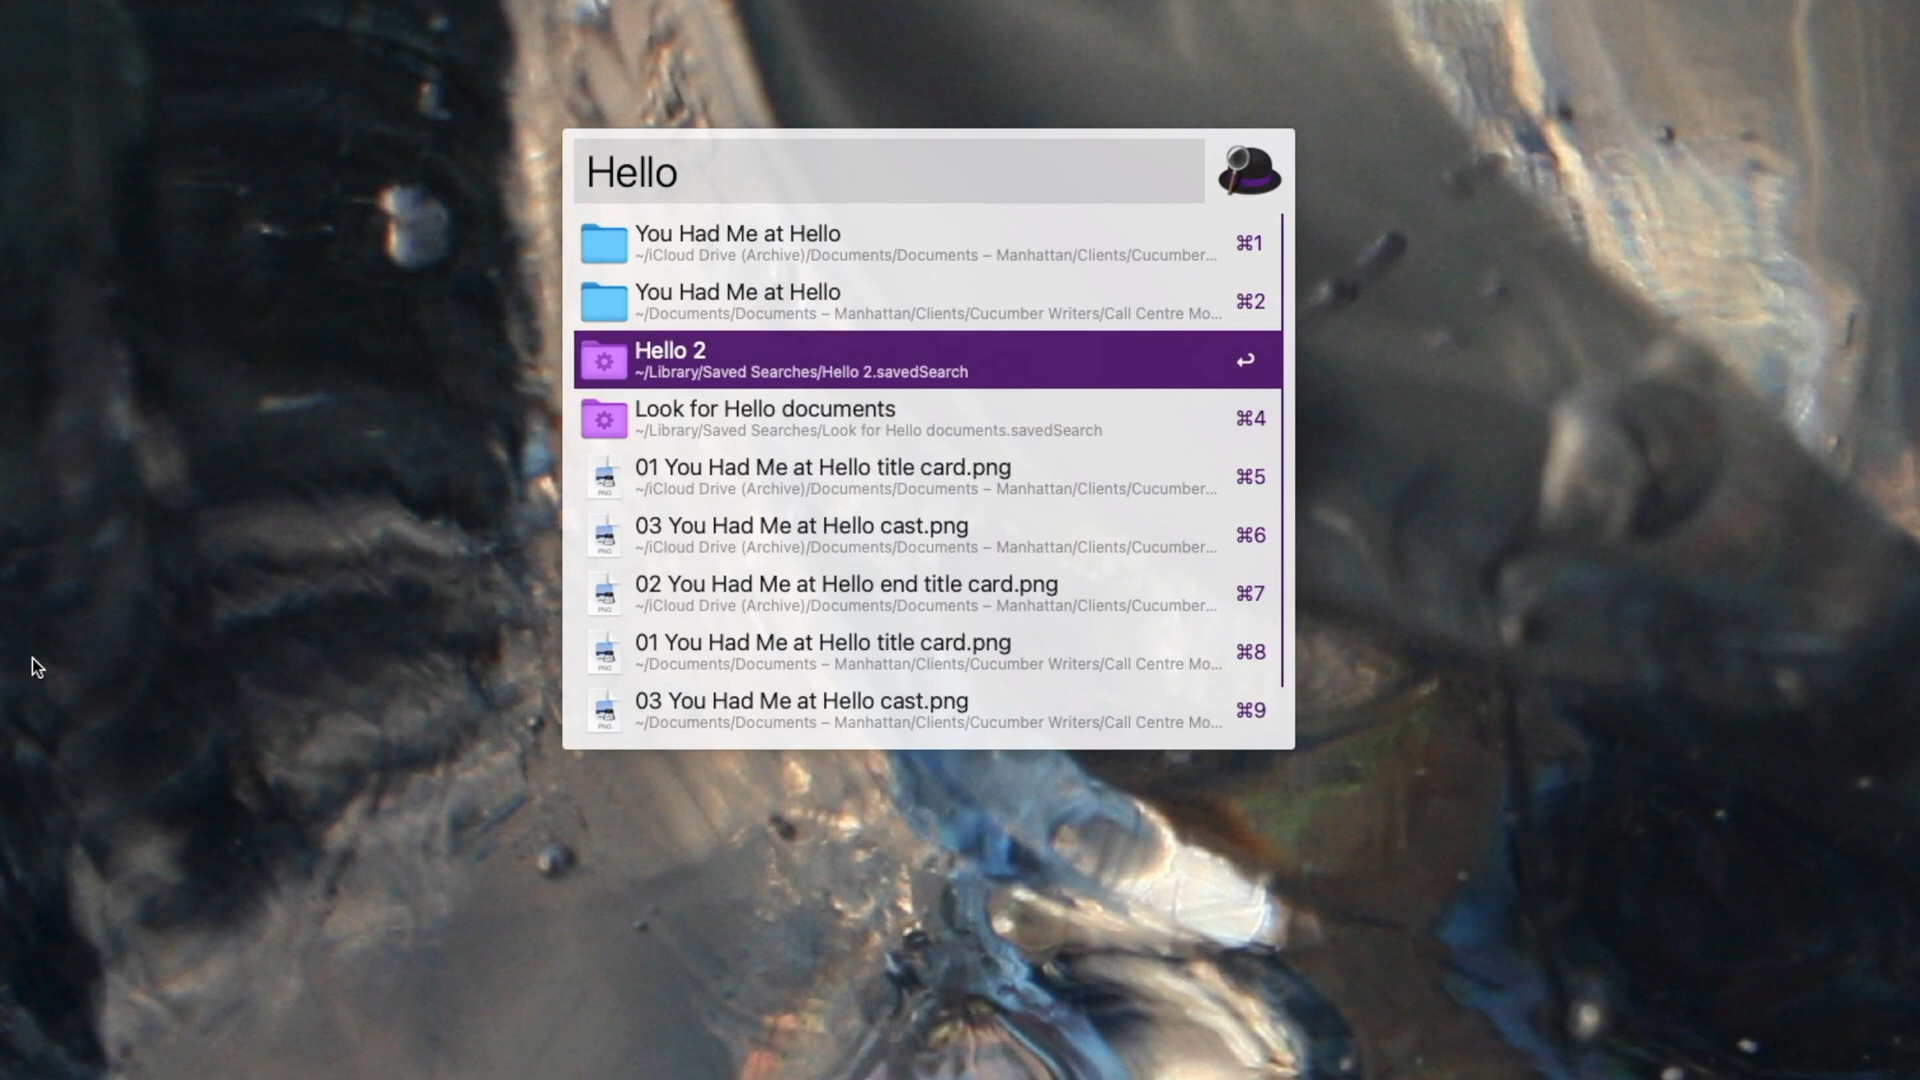 Hello
You Had Me at Hello
~/iCloud Drive (Archive)/Documents/Documents – Manhattan/Clients/Cucumber...
⌘1
You Had Me at Hello
~/Documents/Documents – Manhattan/Clients/Cucumber Writers/Call Centre Mo...
⌘2
Hello 2
~/Library/Saved Searches/Hello 2.savedSearch
↩
Look for Hello documents
~/Library/Saved Searches/Look for Hello documents.savedSearch
⌘4
01 You Had Me at Hello title card.png
~/iCloud Drive (Archive)/Documents/Documents – Manhattan/Clients/Cucumber...
⌘5
PNG
03 You Had Me at Hello cast.png
~/iCloud Drive (Archive)/Documents/Documents – Manhattan/Clients/Cucumber...
⌘6
PNG
02 You Had Me at Hello end title card.png
~/iCloud Drive (Archive)/Documents/Documents – Manhattan/Clients/Cucumber...
⌘7
PNG
01 You Had Me at Hello title card.png
~/Documents/Documents – Manhattan/Clients/Cucumber Writers/Call Centre Mo...
⌘8
PNG
03 You Had Me at Hello cast.png
~/Documents/Documents – Manhattan/Clients/Cucumber Writers/Call Centre Mo...
⌘9
PNG